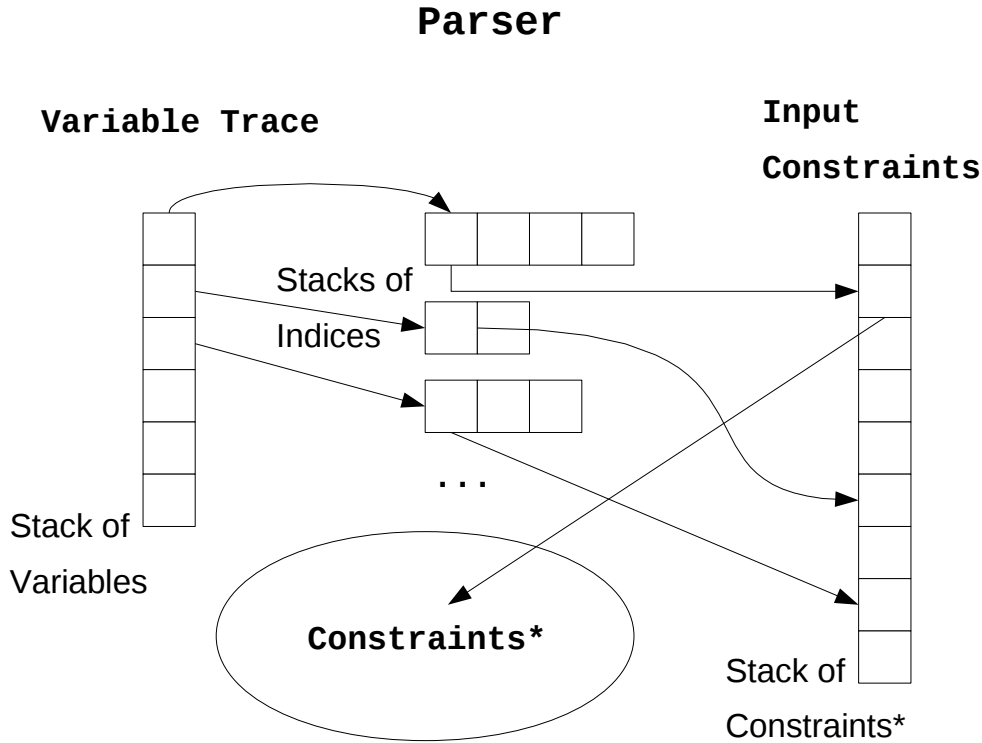 Parser
Variable Trace
Input
Constraints
Stacks of
Indices
...
Stack of
Variables
Constraints*
Stack of
Constraints*